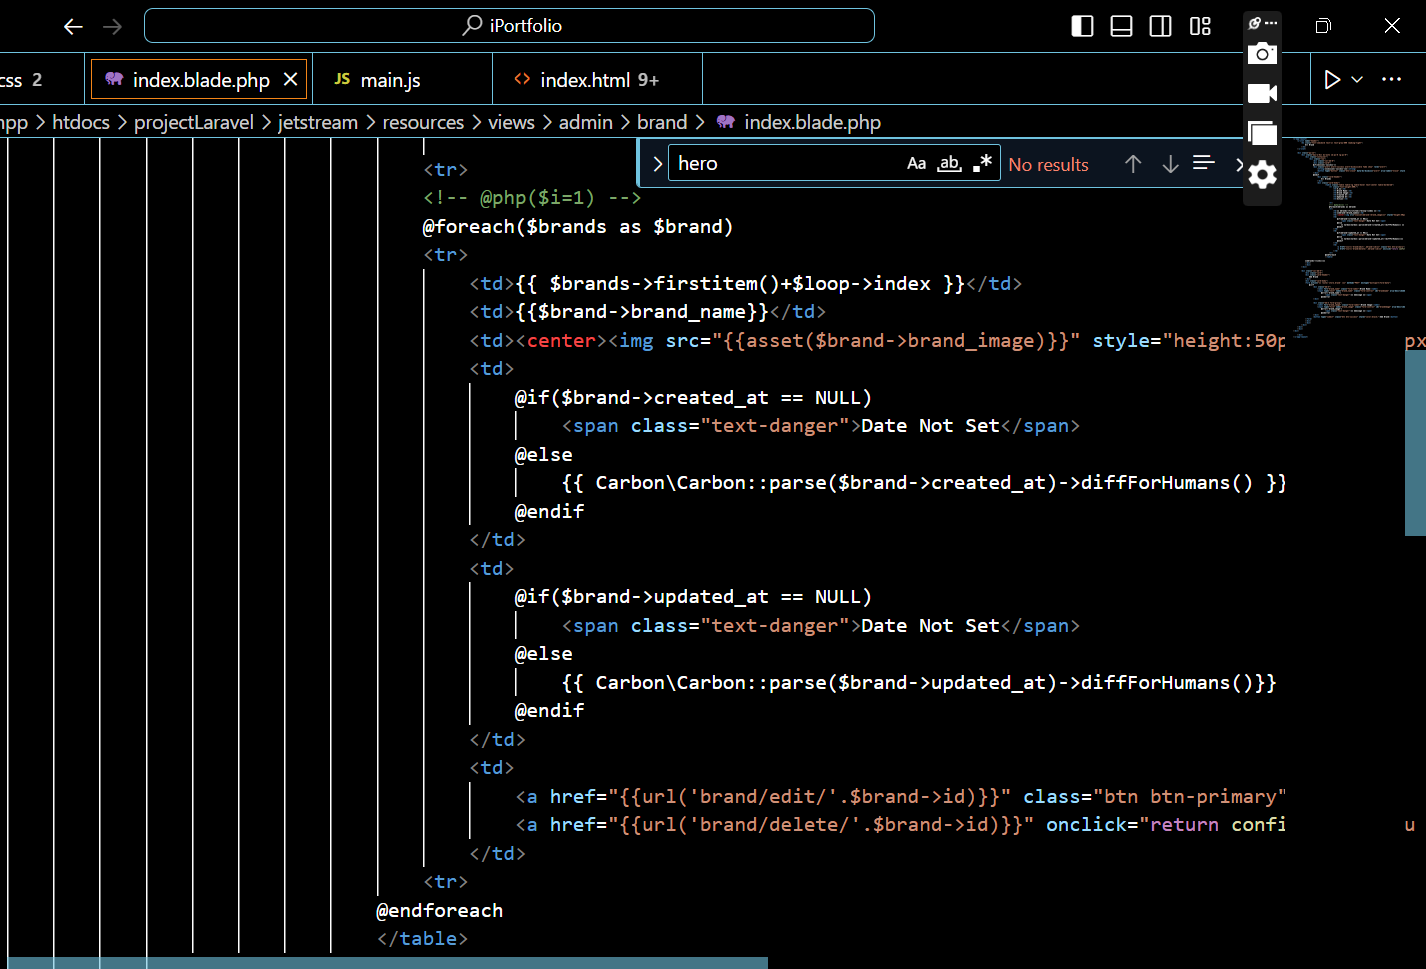 iPortfolio
css 2
index.blade.php
JS main.js
<> index.html 9+
htdocs > projectLaravel > jetstream > resources > views > admin > brand > index.blade.php
hero
Aa ab .*
No results
<tr>
<!-- @php($i=1) -->
@foreach($brands as $brand)
<tr>
<td>{{ $brands->firstitem()+$loop->index }}</td>
<td>{{$brand->brand_name}}</td>
<td><center><img src="{{asset($brand->brand_image)}}" style="height:50p
px
<td>
@if($brand->created_at == NULL)
<span class="text-danger">Date Not Set</span>
@else
{{ Carbon\Carbon::parse($brand->created_at)->diffForHumans() }}
@endif
</td>
<td>
@if($brand->updated_at == NULL)
<span class="text-danger">Date Not Set</span>
@else
{{ Carbon\Carbon::parse($brand->updated_at)->diffForHumans()}}
@endif
</td>
<td>
<a href="{{url('brand/edit/'.$brand->id)}}" class="btn btn-primary"
<a href="{{url('brand/delete/'.$brand->id)}}" onclick="return confi
u
</td>
<tr>
@endforeach
</table>